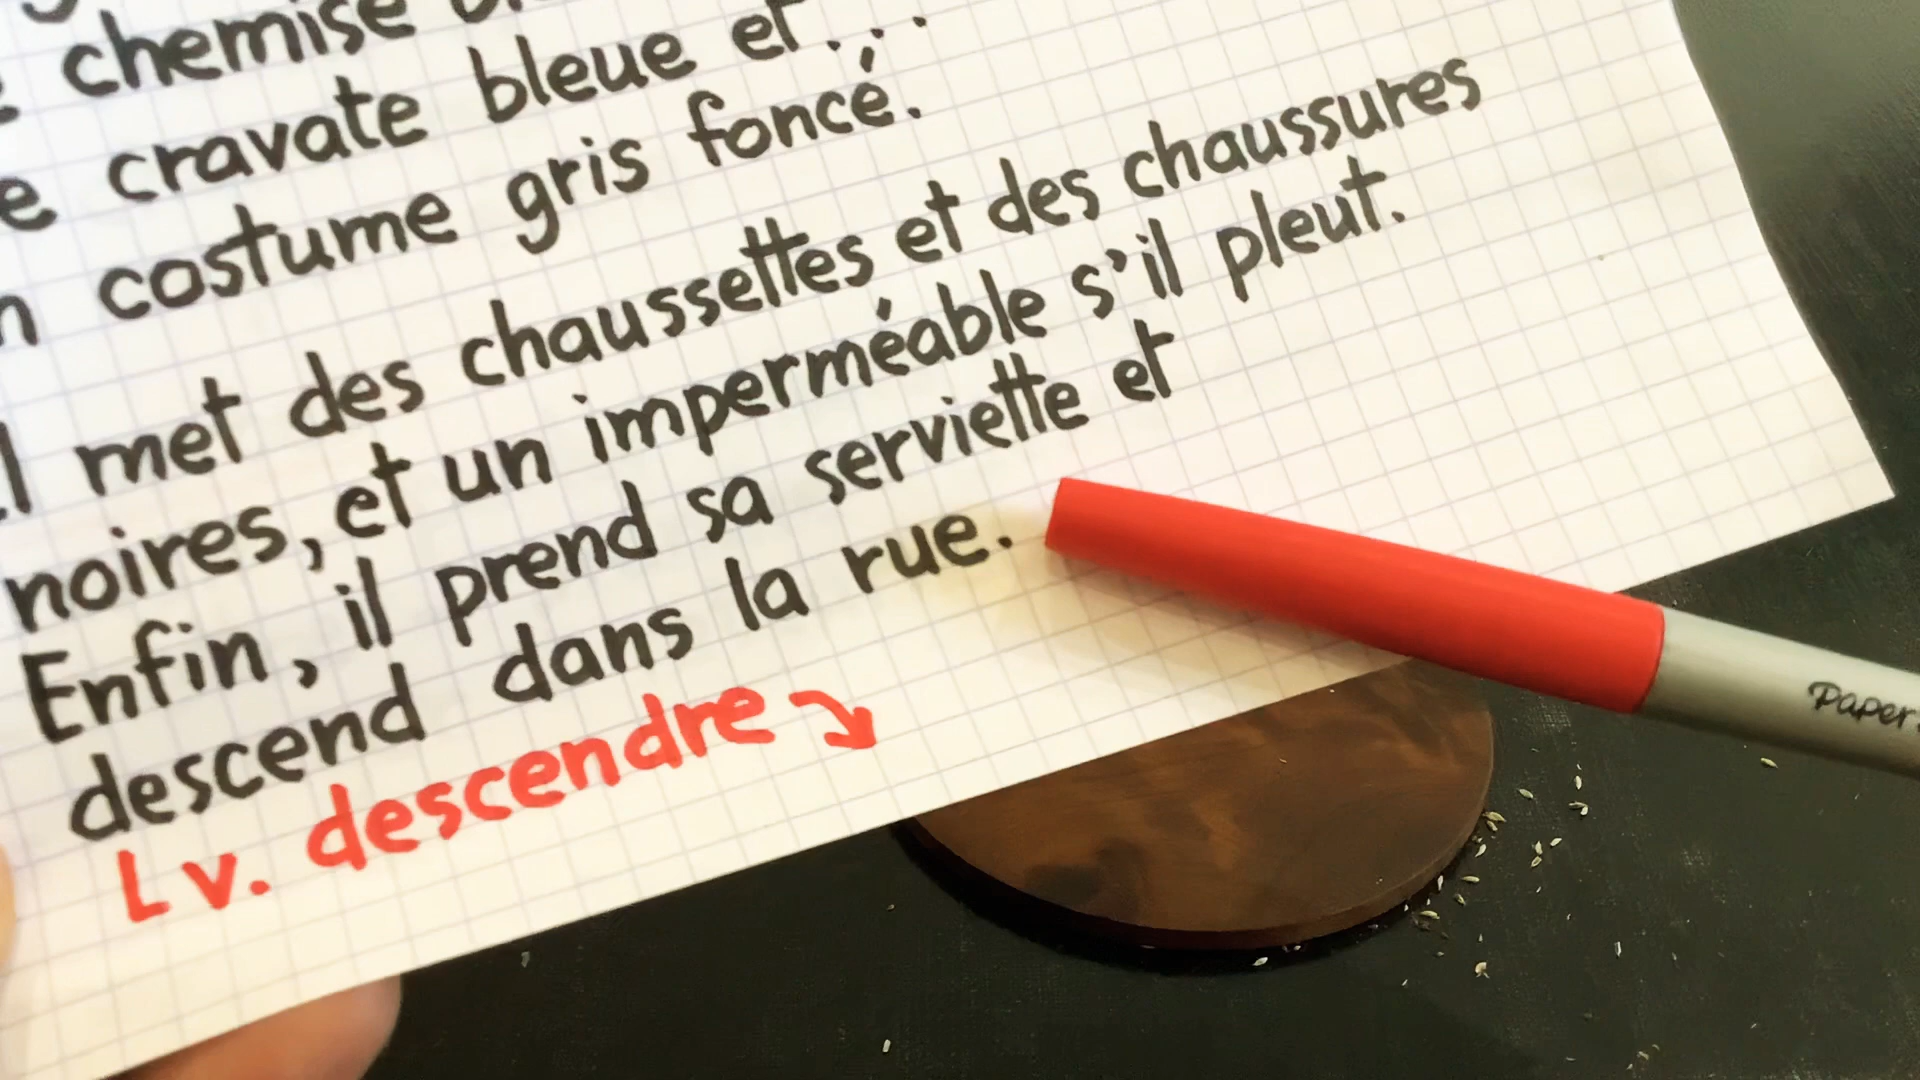 chemise
cravate bleue et...
costume gris foncé.
met des chaussettes et des chaussures
noires, et un imperméable s'il pleut.
Enfin, il prend sa serviette et
descend dans la rue.
v. descendre
Paper